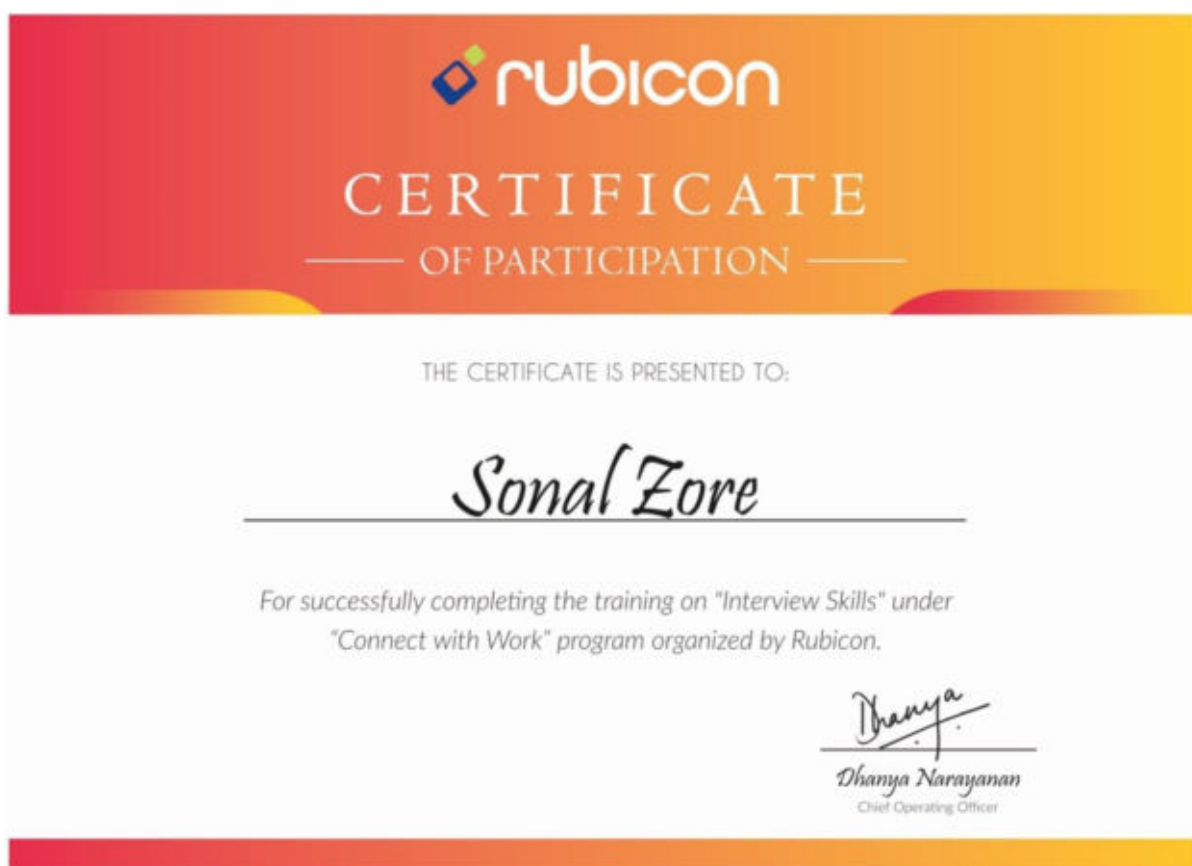 rubicon
CERTIFICATE
OF PARTICIPATION
THE CERTIFICATE IS PRESENTED TO:
Sonal Zore
For successfully completing the training on "Interview Skills" under
"Connect with Work" program organized by Rubicon.
Dhanya
Dhanya Narayanan
Chief Operating Officer